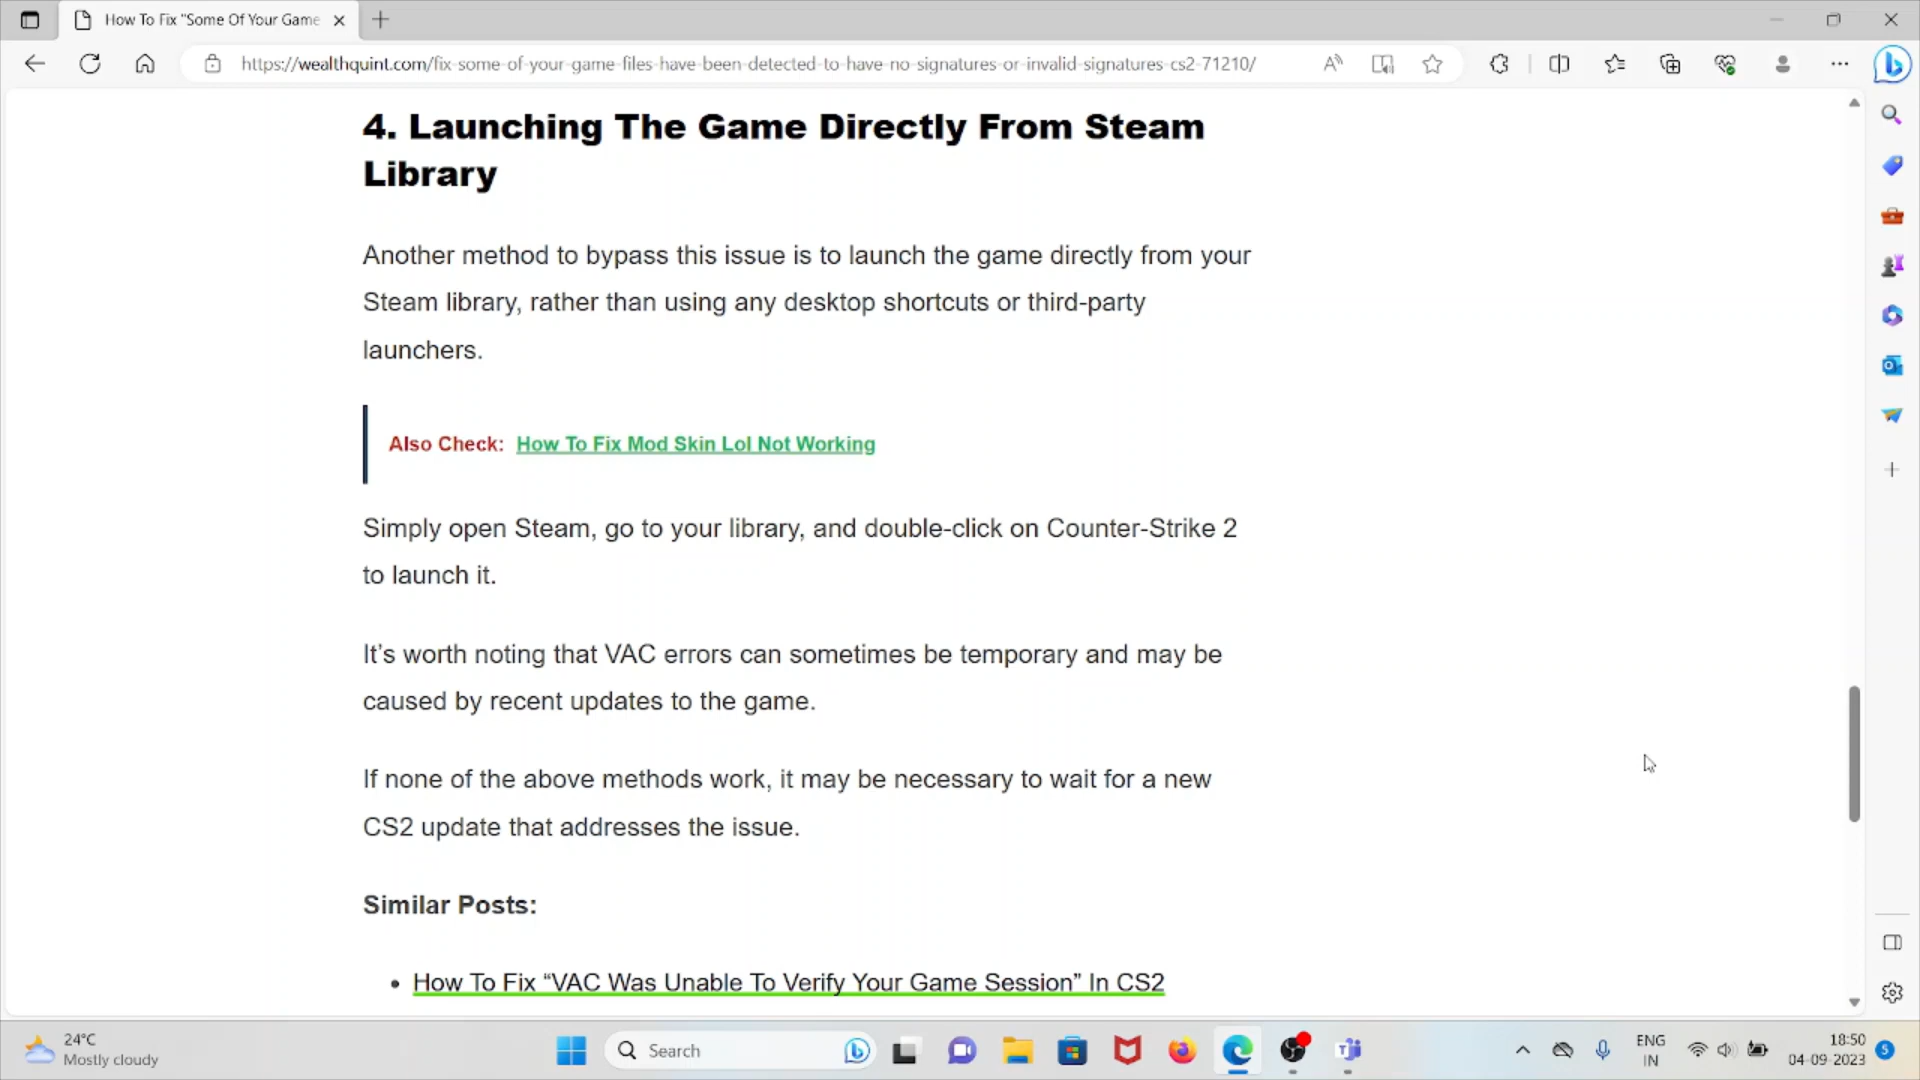 How To Fix "Some Of Your Game
https://wealthquint.com/fix-some-of-your-game-files-have-been-detected-to-have-no-signatures-or-invalid-signatures-cs2-71210/
4. Launching The Game Directly From Steam
Library
Another method to bypass this issue is to launch the game directly from your
Steam library, rather than using any desktop shortcuts or third-party
launchers.
Also Check: How To Fix Mod Skin Lol Not Working
Simply open Steam, go to your library, and double-click on Counter-Strike 2
to launch it.
It’s worth noting that VAC errors can sometimes be temporary and may be
caused by recent updates to the game.
If none of the above methods work, it may be necessary to wait for a new
CS2 update that addresses the issue.
Similar Posts:
• How To Fix “VAC Was Unable To Verify Your Game Session” In CS2
24°C
Mostly cloudy
Search
ENG
IN
18:50
04-09-2023
5